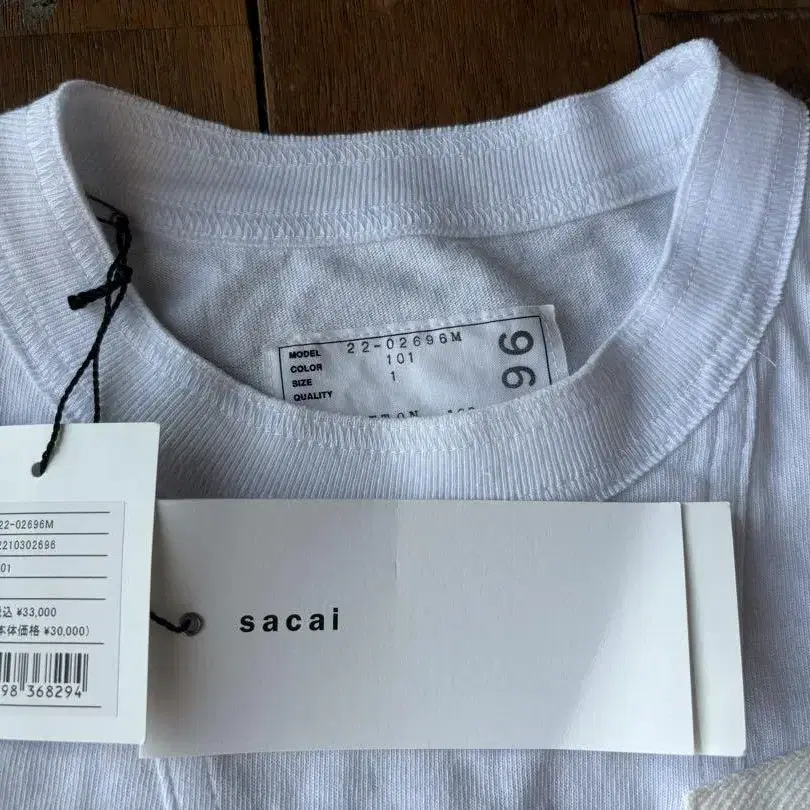 MODEL 22-02696M
COLOR 101
SIZE 1
QUALITY
96
22-02696M
2210302696
税込 ¥33,000
本体価格 ¥30,000)
98 368294
sacai